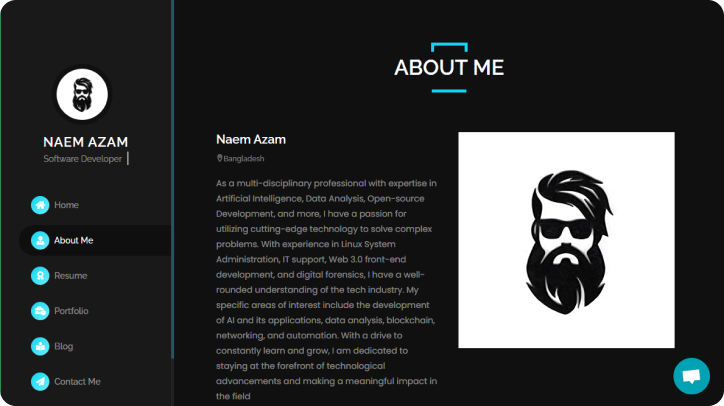 NAEM AZAM
Software Developer
Home
About Me
Resume
Portfolio
Blog
Contact Me
ABOUT ME
Naem Azam
Bangladesh
As a multi-disciplinary professional with expertise in
Artificial Intelligence, Data Analysis, Open-source
Development, and more, I have a passion for
utilizing cutting-edge technology to solve complex
problems. With experience in Linux System
Administration, IT support, Web 3.0 front-end
development, and digital forensics, I have a well-
rounded understanding of the tech industry. My
specific areas of interest include the development
of AI and its applications, data analysis, blockchain,
networking, and automation. With a drive to
constantly learn and grow, I am dedicated to
staying at the forefront of technological
advancements and making a meaningful impact in
the field